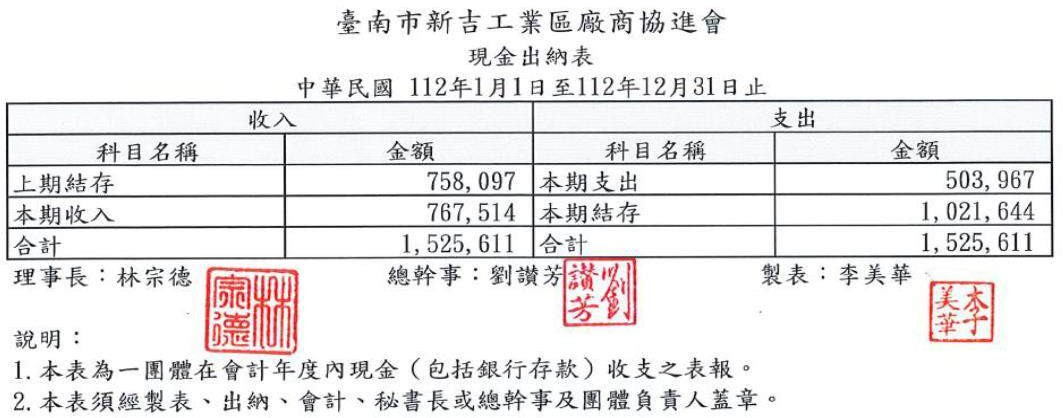 臺南市新吉工業區廠商協進會
現金出納表
中華民國 112年1月1日至112年12月31日止
收入 支出
科目名稱 金額 科目名稱 金額
上期結存 758,097 本期支出 503,967
本期收入 767,514 本期結存 1,021,644
合計 1,525,611 合計 1,525,611
理事長：林宗德 總幹事：劉讚芳 製表：李美華
林宗德 劉讚芳 李美華
說明：
1. 本表為一團體在會計年度內現金（包括銀行存款）收支之表報。
2. 本表須經製表、出納、會計、秘書長或總幹事及團體負責人蓋章。